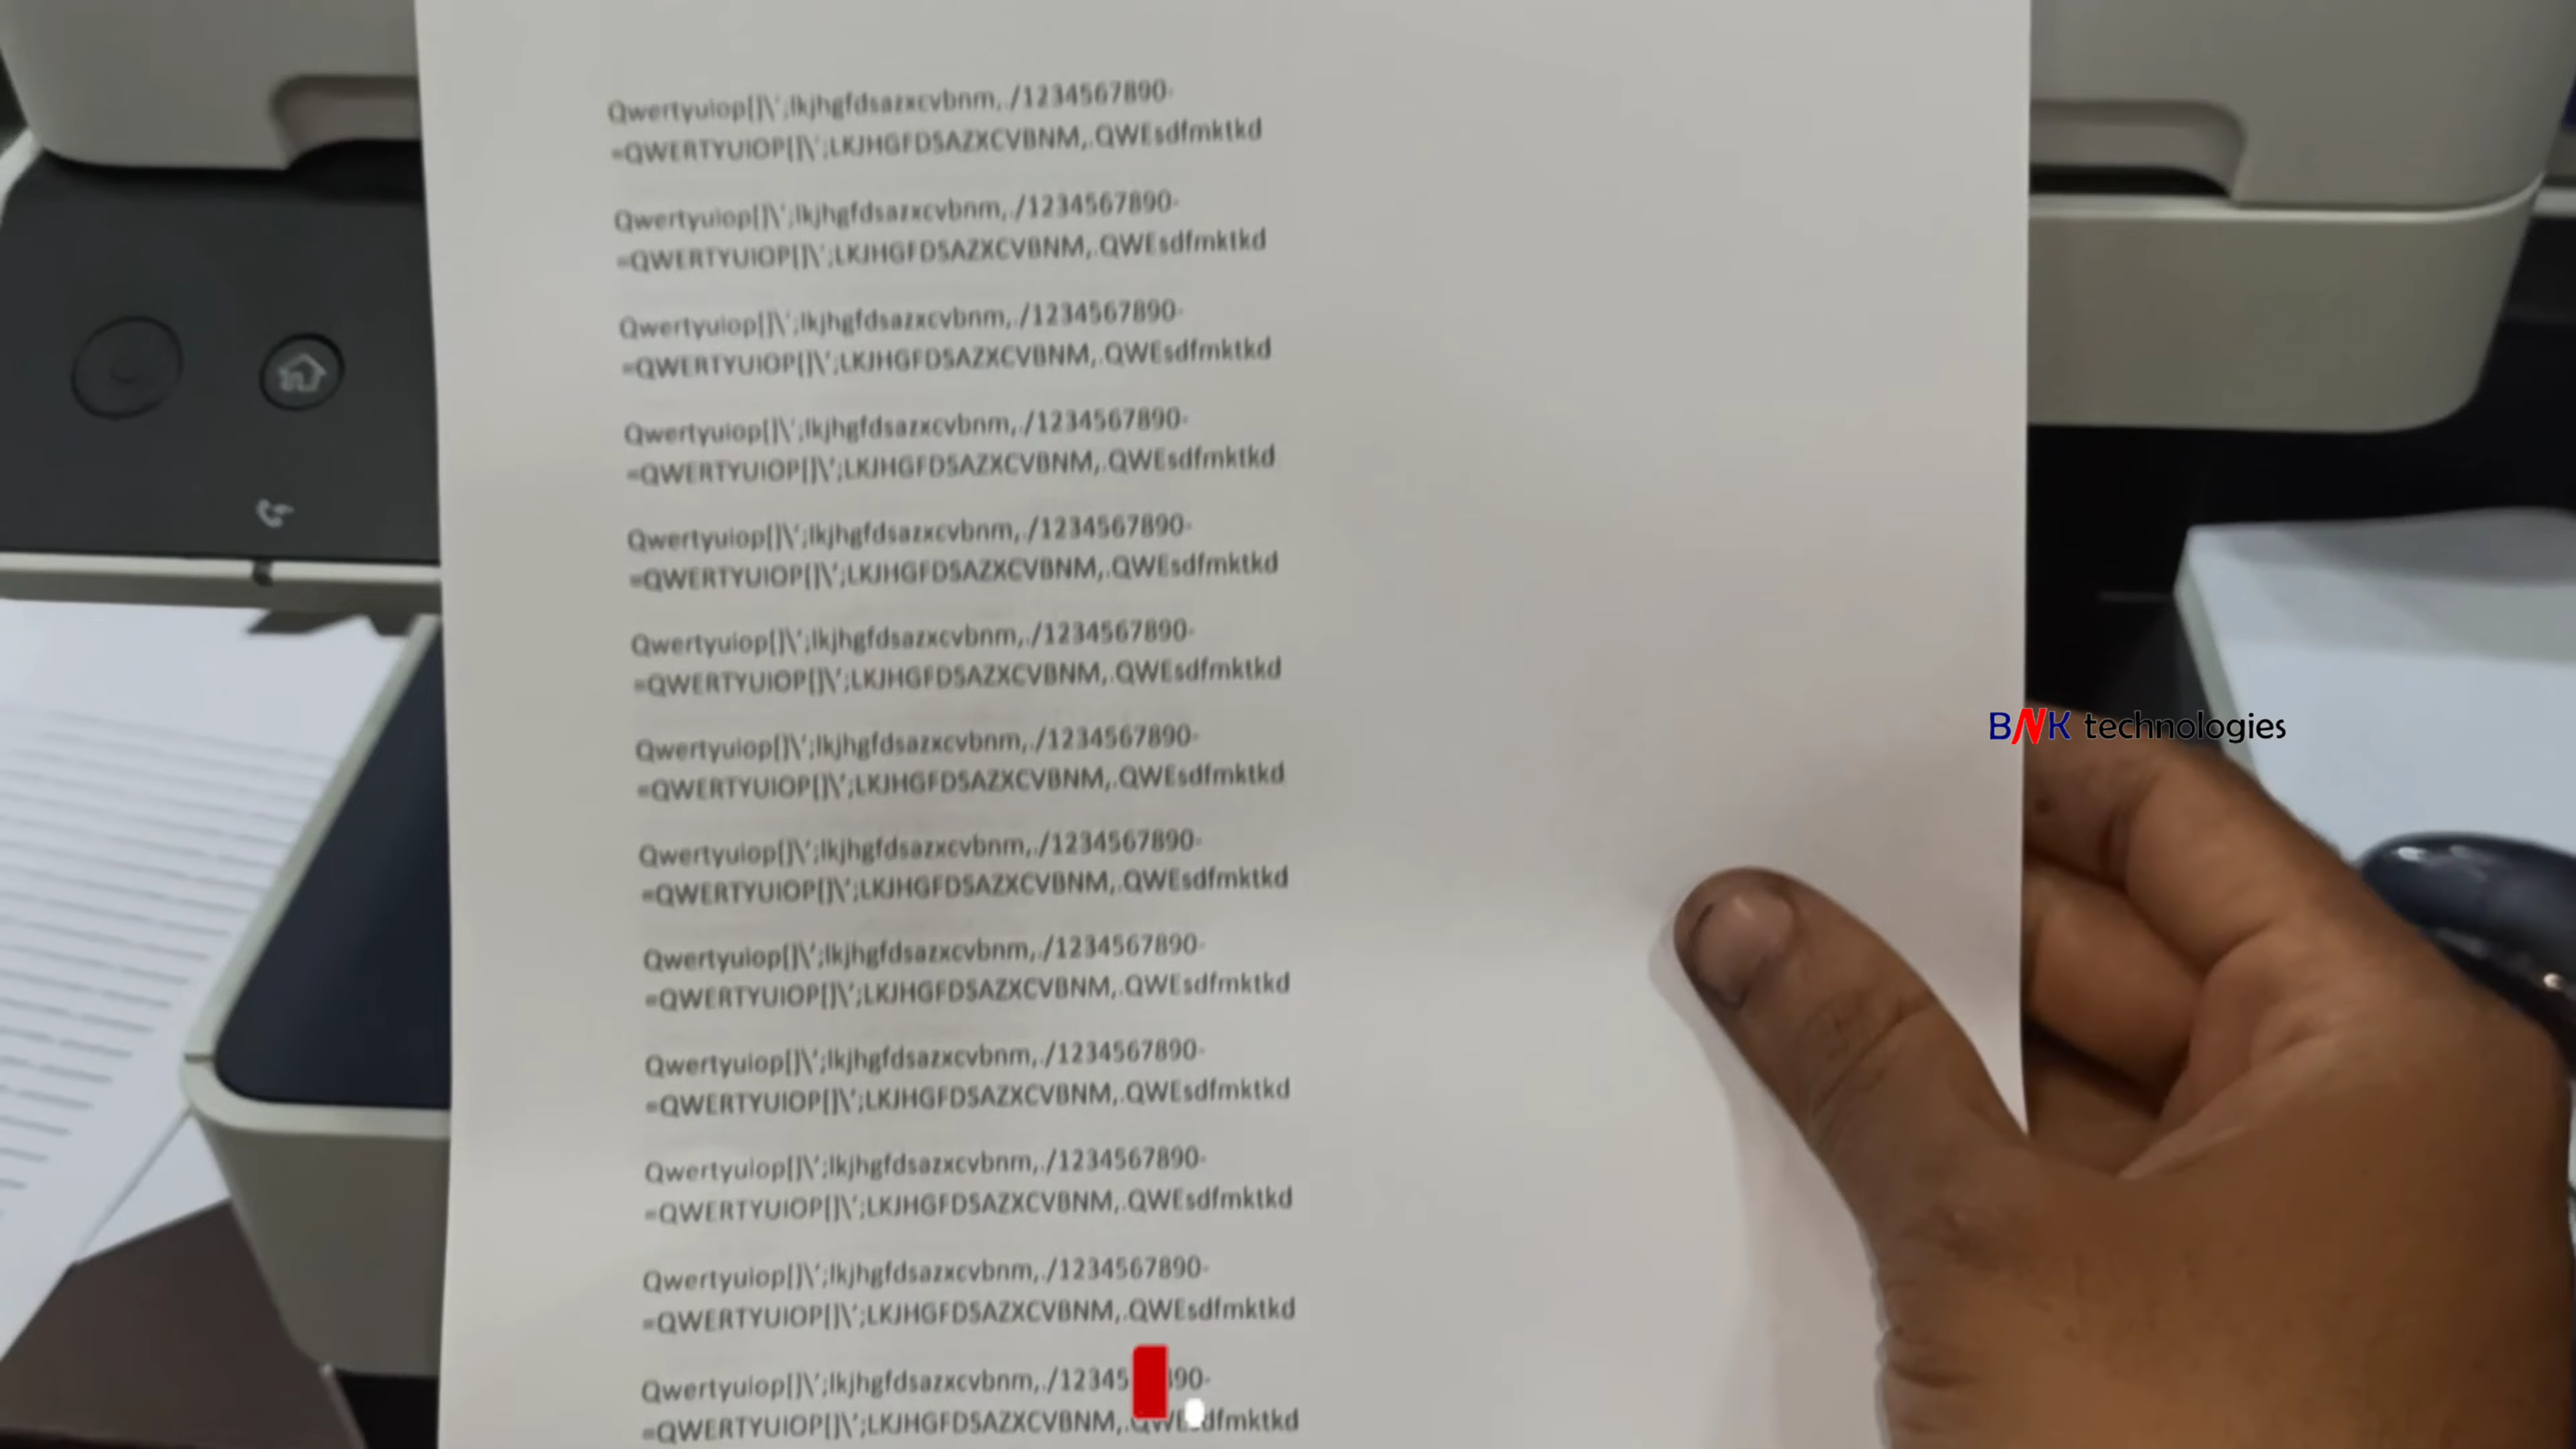 Qwertyuiop[]\';lkjhgfdsazxcvbnm,./1234567890-
=QWERTYUIOP[]\';LKJHGFDSAZXCVBNM,.QWEsdfmktkd
Qwertyuiop[]\';lkjhgfdsazxcvbnm,./1234567890-
=QWERTYUIOP[]\';LKJHGFDSAZXCVBNM,.QWEsdfmktkd
Qwertyuiop[]\';lkjhgfdsazxcvbnm,./1234567890-
=QWERTYUIOP[]\';LKJHGFDSAZXCVBNM,.QWEsdfmktkd
Qwertyuiop[]\';lkjhgfdsazxcvbnm,./1234567890-
=QWERTYUIOP[]\';LKJHGFDSAZXCVBNM,.QWEsdfmktkd
Qwertyuiop[]\';lkjhgfdsazxcvbnm,./1234567890-
=QWERTYUIOP[]\';LKJHGFDSAZXCVBNM,.QWEsdfmktkd
Qwertyuiop[]\';lkjhgfdsazxcvbnm,./1234567890-
=QWERTYUIOP[]\';LKJHGFDSAZXCVBNM,.QWEsdfmktkd
Qwertyuiop[]\';lkjhgfdsazxcvbnm,./1234567890-
=QWERTYUIOP[]\';LKJHGFDSAZXCVBNM,.QWEsdfmktkd
BNK technologies
Qwertyuiop[]\';lkjhgfdsazxcvbnm,./1234567890-
=QWERTYUIOP[]\';LKJHGFDSAZXCVBNM,.QWEsdfmktkd
Qwertyuiop[]\';lkjhgfdsazxcvbnm,./1234567890-
=QWERTYUIOP[]\';LKJHGFDSAZXCVBNM,.QWEsdfmktkd
Qwertyuiop[]\';lkjhgfdsazxcvbnm,./1234567890-
=QWERTYUIOP[]\';LKJHGFDSAZXCVBNM,.QWEsdfmktkd
Qwertyuiop[]\';lkjhgfdsazxcvbnm,./1234567890-
=QWERTYUIOP[]\';LKJHGFDSAZXCVBNM,.QWEsdfmktkd
Qwertyuiop[]\';lkjhgfdsazxcvbnm,./1234567890-
=QWERTYUIOP[]\';LKJHGFDSAZXCVBNM,.QWEsdfmktkd
Qwertyuiop[]\';lkjhgfdsazxcvbnm,./12345 90-
=QWERTYUIOP[]\';LKJHGFDSAZXCVBNM,.QWE dfmktkd